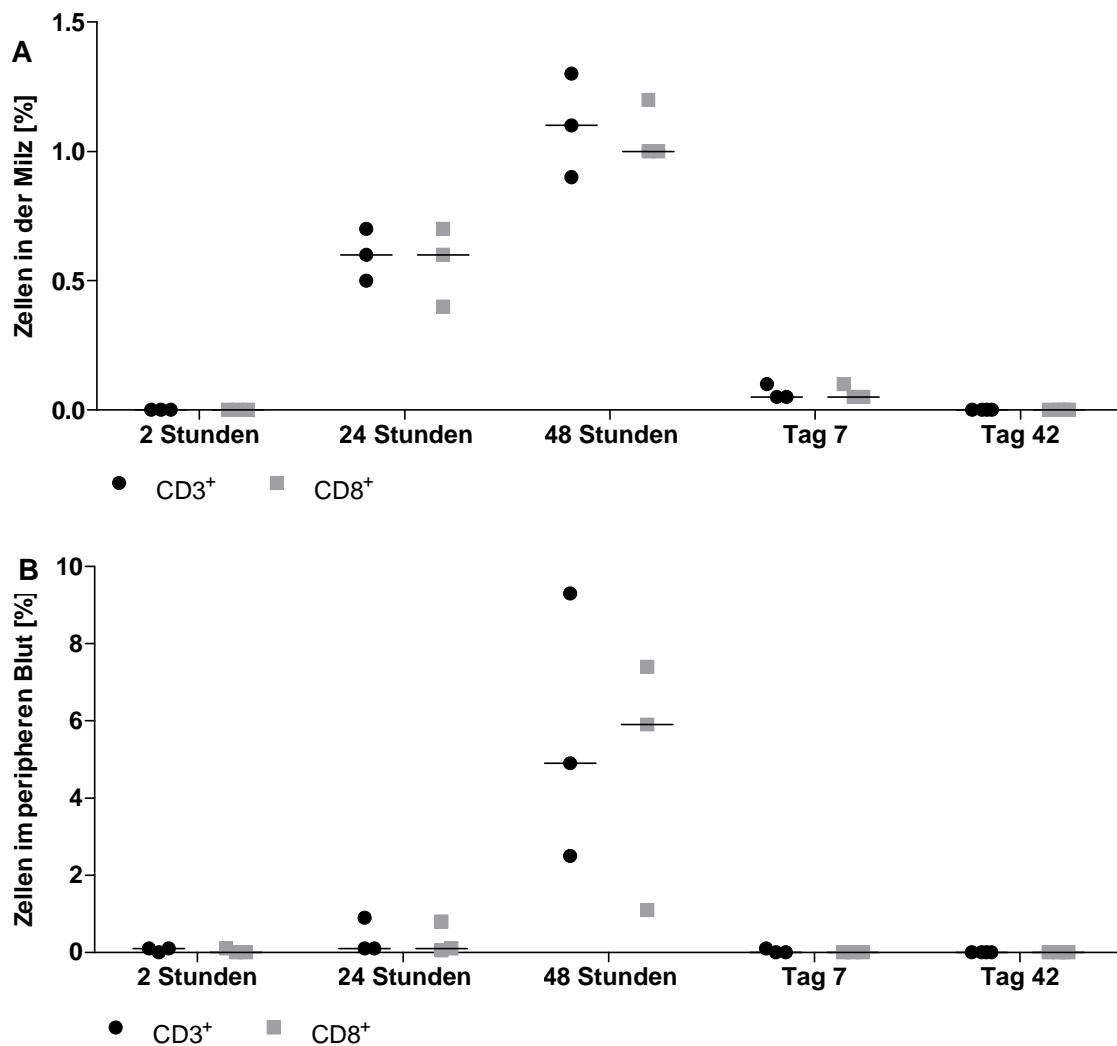 1.5
A
Zellen in der Milz [%]
1.0
0.5
0.0
2 Stunden 24 Stunden 48 Stunden Tag 7 Tag 42
CD3+ CD8+
B
10
Zellen im peripheren Blut [%]
8
6
4
2
0
2 Stunden 24 Stunden 48 Stunden Tag 7 Tag 42
CD3+ CD8+